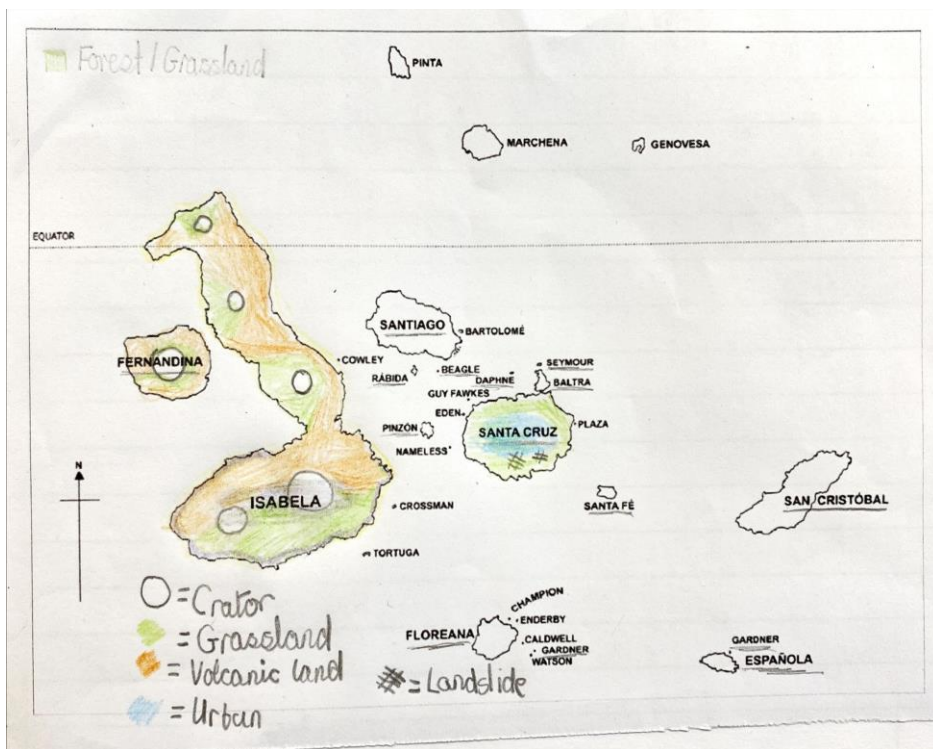 Forest/Grassland
PINTA
MARCHENA
GENOVESA
EQUATOR
SANTIAGO
BARTOLOMÉ
FERNANDINA
COWLEY
RÁBIDA
BEAGLE
SEYMOUR
DAPHNE
BALTRA
GUY FAWKES
EDEN
PINZÓN
SANTA CRUZ
PLAZA
NAMELESS
N
ISABELA
CROSSMAN
SANTA FÉ
SAN CRISTÓBAL
TORTUGA
= Crator
= Grassland
= Volcanic land
= Urban
CHAMPION
ENDERBY
FLOREANA
CALDWELL
GARDNER
WATSON
= Landslide
GARDNER
ESPAÑOLA